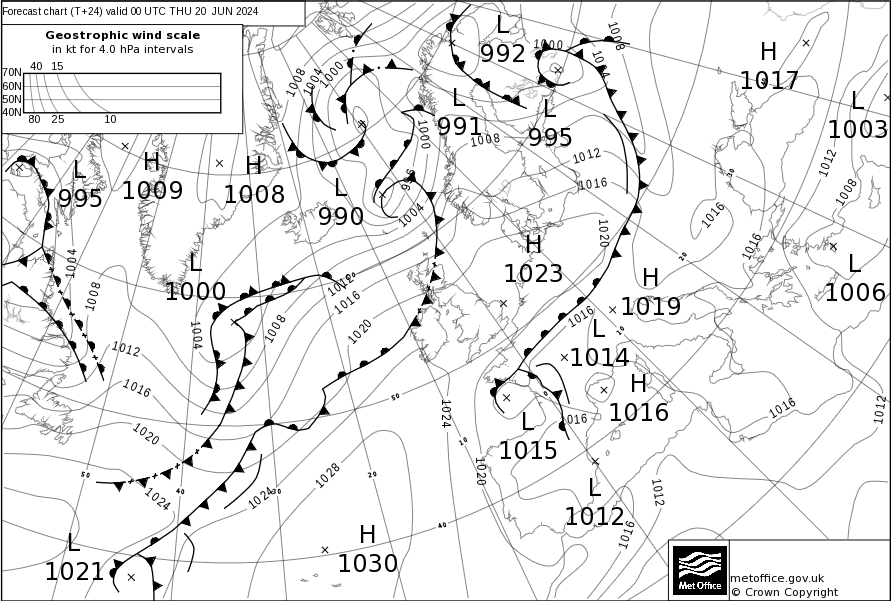 Forecast chart (T+24) valid 00 UTC THU 20 JUN 2024
Geostrophic wind scale
in kt for 4.0 hPa intervals
40 15
70N
60N
50N
40N
80 25 10
L
992
H
1017
L
991
L
995
L
1003
L
995
H
1009
H
1008
L
990
L
1000
H
1023
H
1019
L
1006
L
1014
H
1016
L
1015
L
1012
L
1021
H
1030
1008
1004
1000
1000
1008
1004
1000
1008
1012
1016
1004
1020
1016
1012
1008
1016
1016
1004
1008
1012
1016
1020
1004
1008
1012
1016
1020
1016
1024
1020
1024
1024
1028
1016
1012
1016
1012
50
40
30
20
10
50
40
10
20
30
metoffice.gov.uk
© Crown Copyright
Met Office